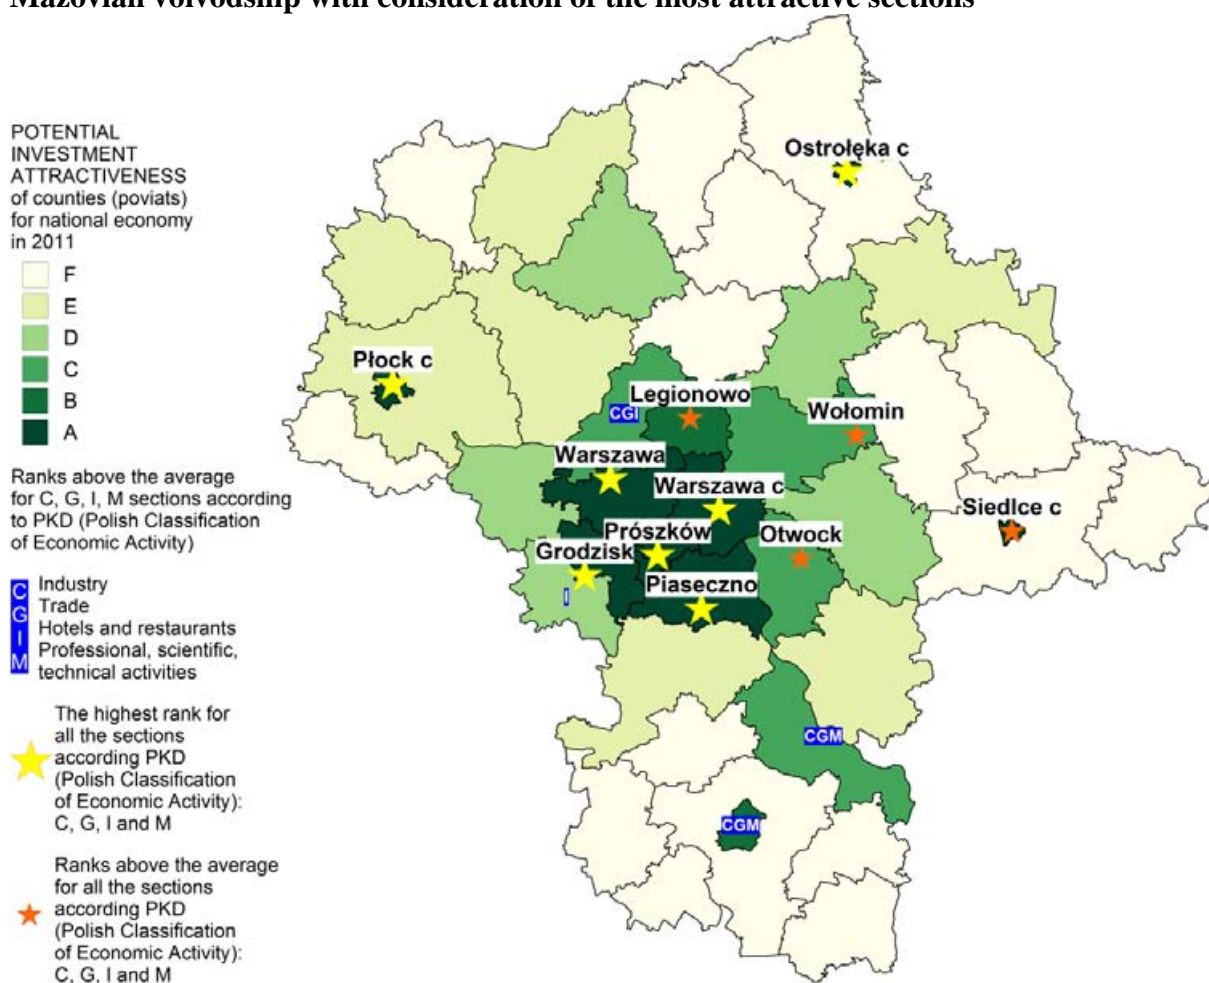 Mazovian voivodship with consideration of the most attractive sections
POTENTIAL
INVESTMENT
ATTRACTIVENESS
of counties (poviats)
for national economy
in 2011
F
E
D
C
B
A
Ranks above the average
for C, G, I, M sections according
to PKD (Polish Classification
of Economic Activity)
C
G
I
M
Industry
Trade
Hotels and restaurants
Professional, scientific,
technical activities
The highest rank for
all the sections
according PKD
(Polish Classification
of Economic Activity):
C, G, I and M
Ranks above the average
for all the sections
according PKD
(Polish Classification
of Economic Activity):
C, G, I and M
Ostrołęka c
Płock c
Legionowo
CGI
Wołomin
Warszawa
Warszawa c
Siedlce c
Prószków
Otwock
Grodzisk
Piaseczno
I
CGM
CGM